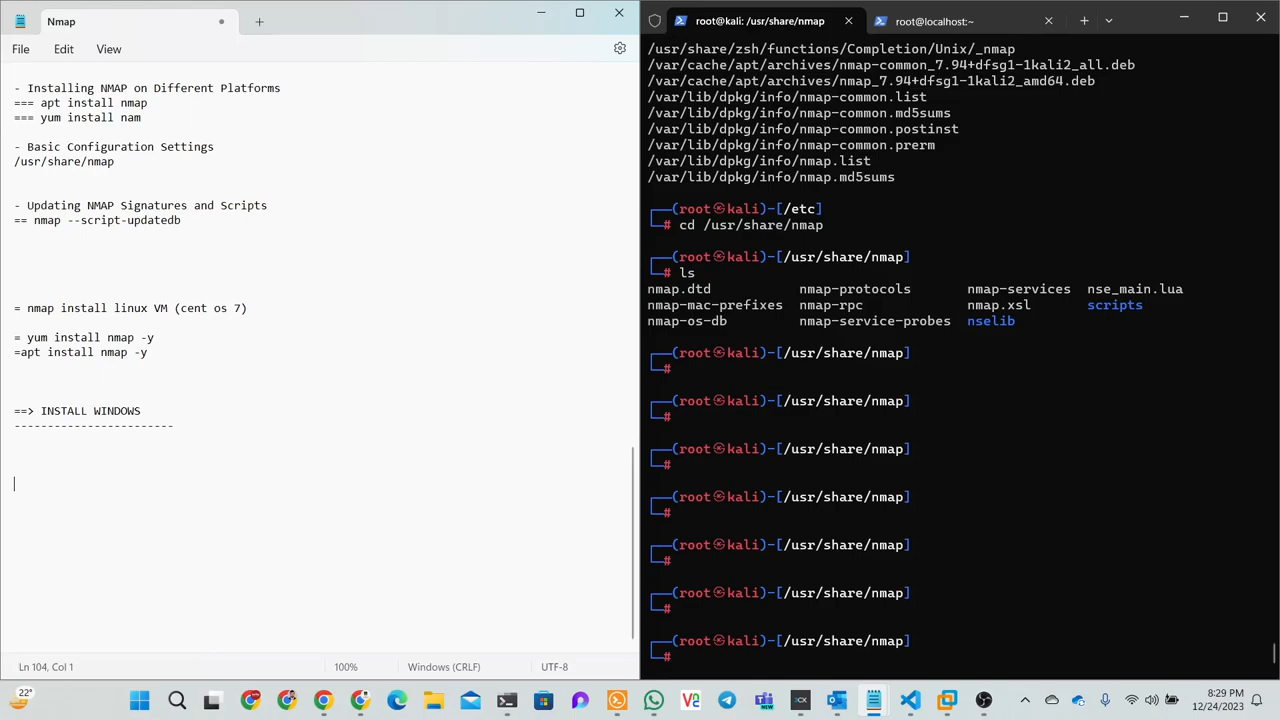 Nmap
File Edit View
- Installing NMAP on Different Platforms
=== apt install nmap
=== yum install nam
- Basic Configuration Settings
/usr/share/nmap
- Updating NMAP Signatures and Scripts
== nmap --script-updatedb
= nmap install linux VM (cent os 7)
= yum install nmap -y
=apt install nmap -y
==> INSTALL WINDOWS
------------------------
Ln 104, Col 1 100% Windows (CRLF) UTF-8
root@kali: /usr/share/nmap root@localhost:~
/usr/share/zsh/functions/Completion/Unix/_nmap
/var/cache/apt/archives/nmap-common_7.94+dfsg1-1kali2_all.deb
/var/cache/apt/archives/nmap_7.94+dfsg1-1kali2_amd64.deb
/var/lib/dpkg/info/nmap-common.list
/var/lib/dpkg/info/nmap-common.md5sums
/var/lib/dpkg/info/nmap-common.postinst
/var/lib/dpkg/info/nmap-common.prerm
/var/lib/dpkg/info/nmap.list
/var/lib/dpkg/info/nmap.md5sums
(root㉿kali)-[/etc]
# cd /usr/share/nmap
(root㉿kali)-[/usr/share/nmap]
# ls
nmap.dtd nmap-protocols nmap-services nse_main.lua
nmap-mac-prefixes nmap-rpc nmap.xsl scripts
nmap-os-db nmap-service-probes nselib
(root㉿kali)-[/usr/share/nmap]
#
(root㉿kali)-[/usr/share/nmap]
#
(root㉿kali)-[/usr/share/nmap]
#
(root㉿kali)-[/usr/share/nmap]
#
(root㉿kali)-[/usr/share/nmap]
#
(root㉿kali)-[/usr/share/nmap]
#
(root㉿kali)-[/usr/share/nmap]
#
22°
8:29 PM
12/24/2023